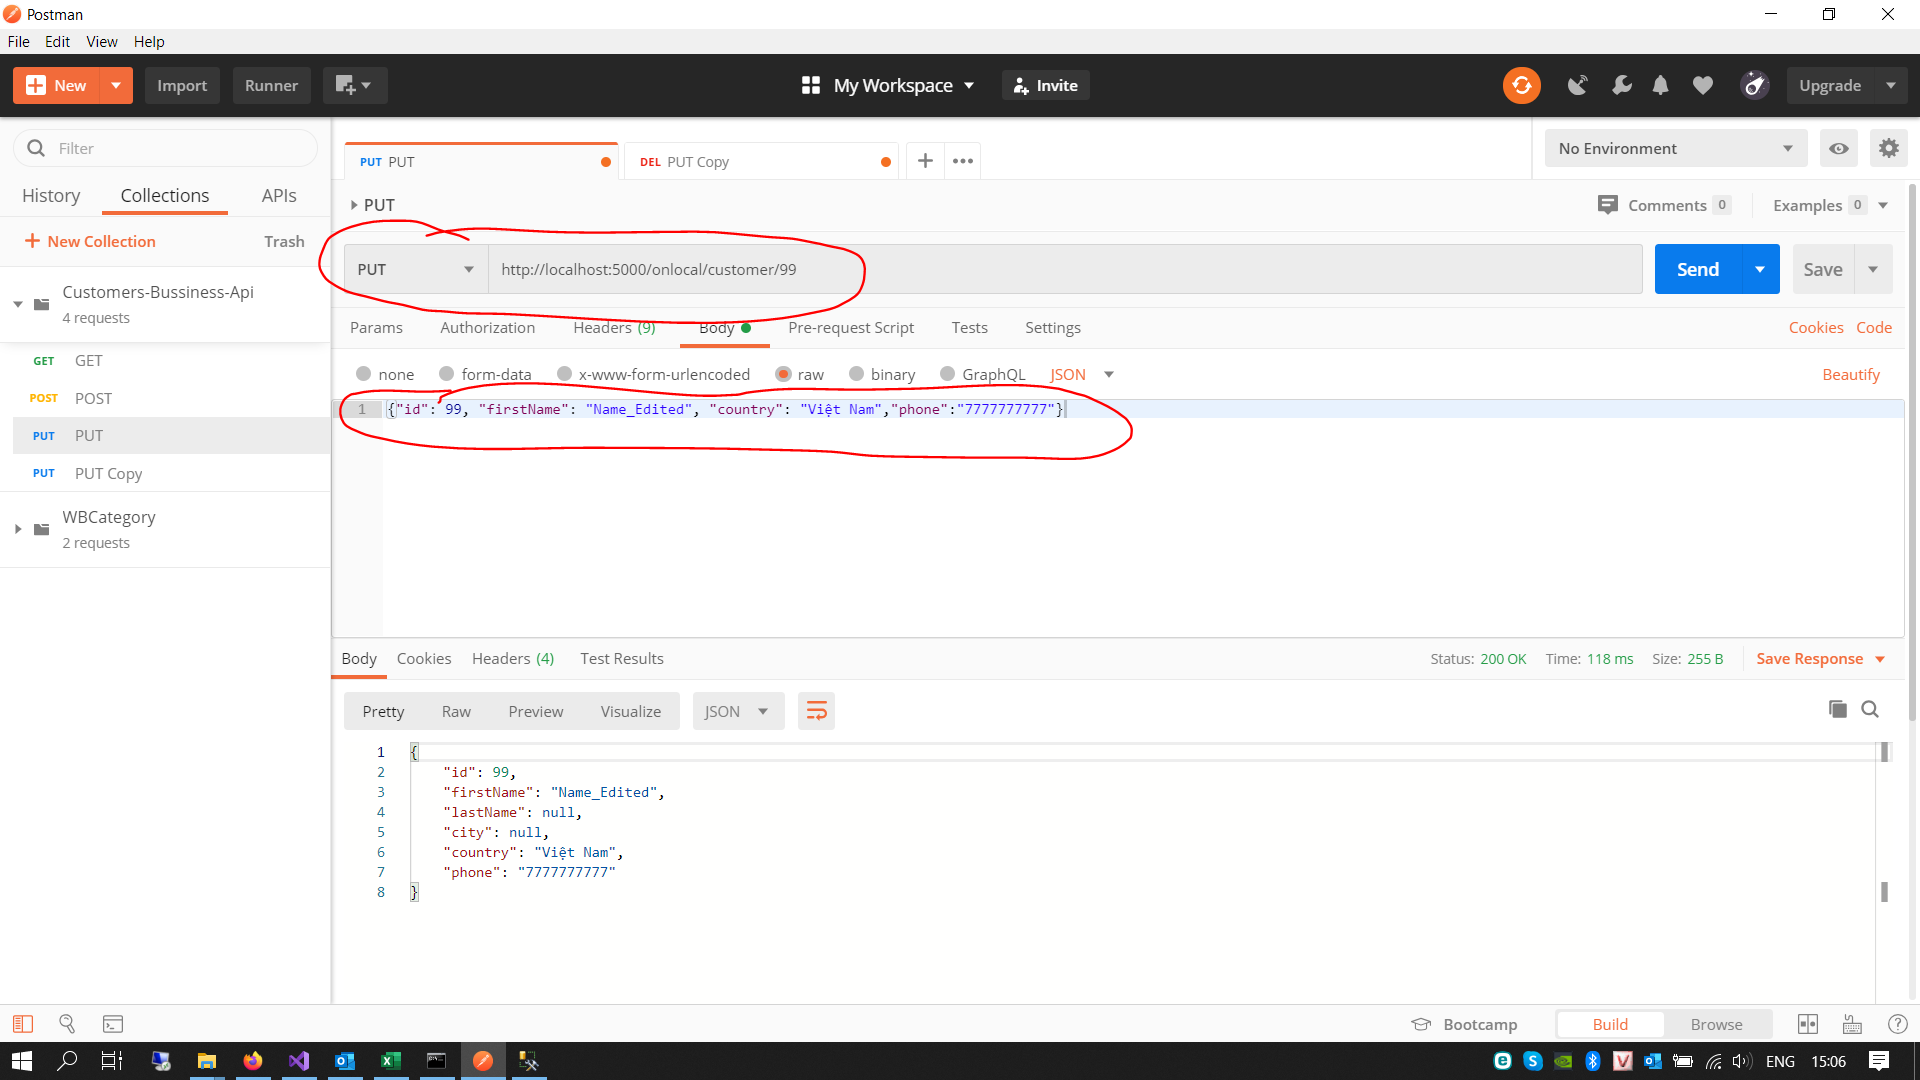 Postman
File Edit View Help
New Import Runner My Workspace Invite Upgrade
Filter
History Collections APIs
New Collection Trash
Customers-Bussiness-Api
4 requests
GET GET
POST POST
PUT PUT
PUT PUT Copy
WBCategory
2 requests
PUT PUT DEL PUT Copy No Environment
PUT Comments 0 Examples 0
PUT http://localhost:5000/onlocal/customer/99 Send Save
Params Authorization Headers (9) Body Pre-request Script Tests Settings Cookies Code
none form-data x-www-form-urlencoded raw binary GraphQL JSON Beautify
1 {"id": 99, "firstName": "Name_Edited", "country": "Việt Nam","phone":"7777777777"}
Body Cookies Headers (4) Test Results Status: 200 OK Time: 118 ms Size: 255 B Save Response
Pretty Raw Preview Visualize JSON
1 {
2 "id": 99,
3 "firstName": "Name_Edited",
4 "lastName": null,
5 "city": null,
6 "country": "Việt Nam",
7 "phone": "7777777777"
8 }
Bootcamp Build Browse
ENG 15:06